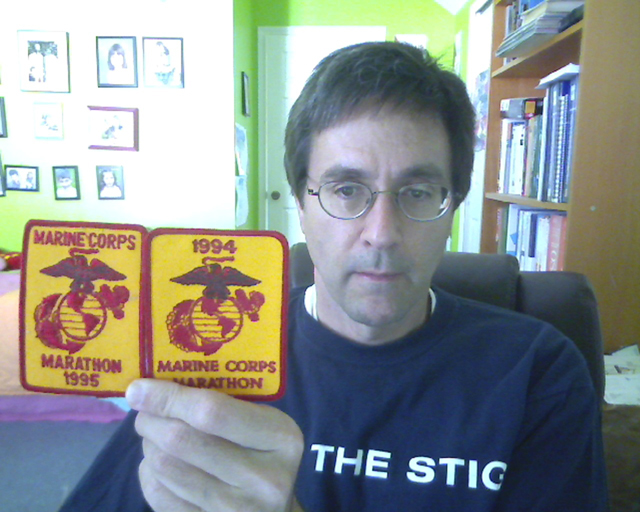 MARINE CORPS
MARATHON
1995
1994
MARINE CORPS
MARATHON
THE STIG